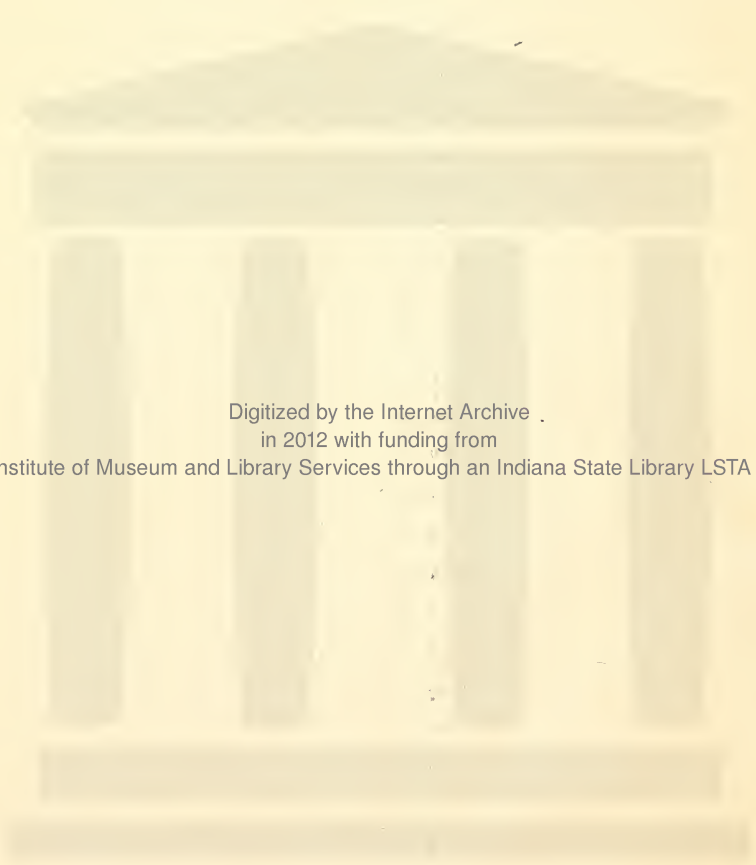 Digitized by the Internet Archive
in 2012 with funding from
nstitute of Museum and Library Services through an Indiana State Library LSTA